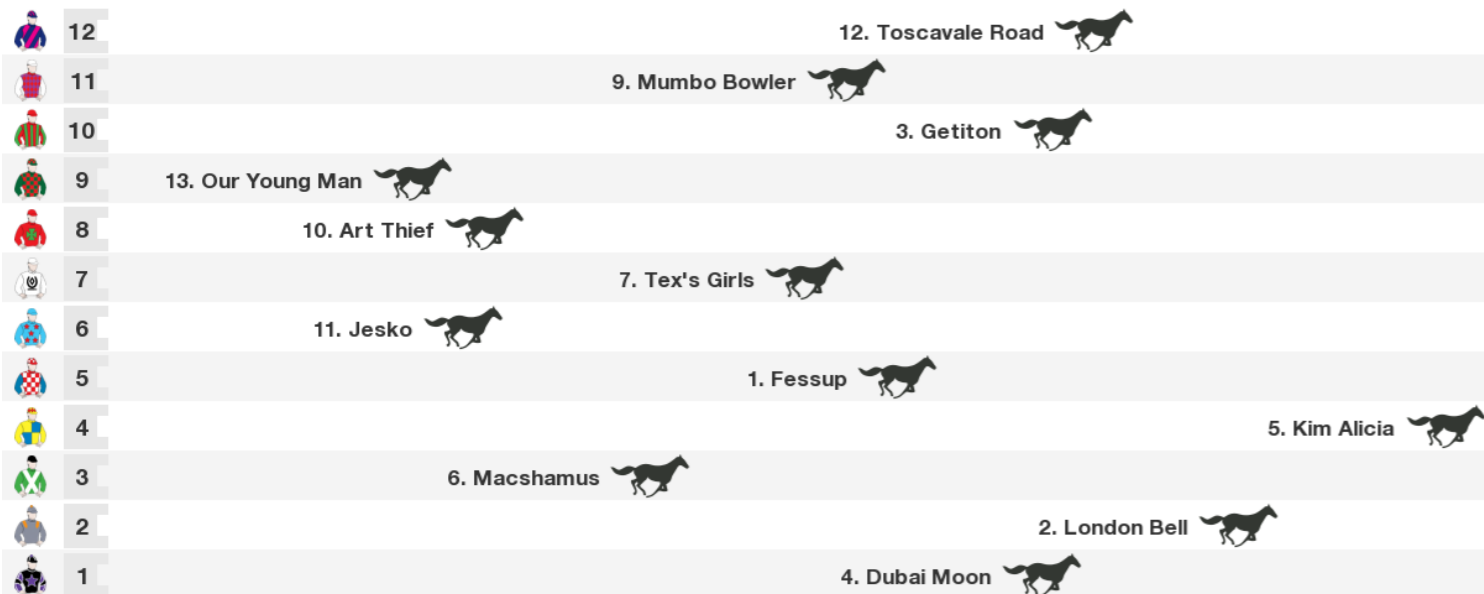 12 12. Toscavale Road
11 9. Mumbo Bowler
10 3. Getiton
9 13. Our Young Man
8 10. Art Thief
7 7. Tex's Girls
6 11. Jesko
5 1. Fessup
4 5. Kim Alicia
3 6. Macshamus
2 2. London Bell
1 4. Dubai Moon